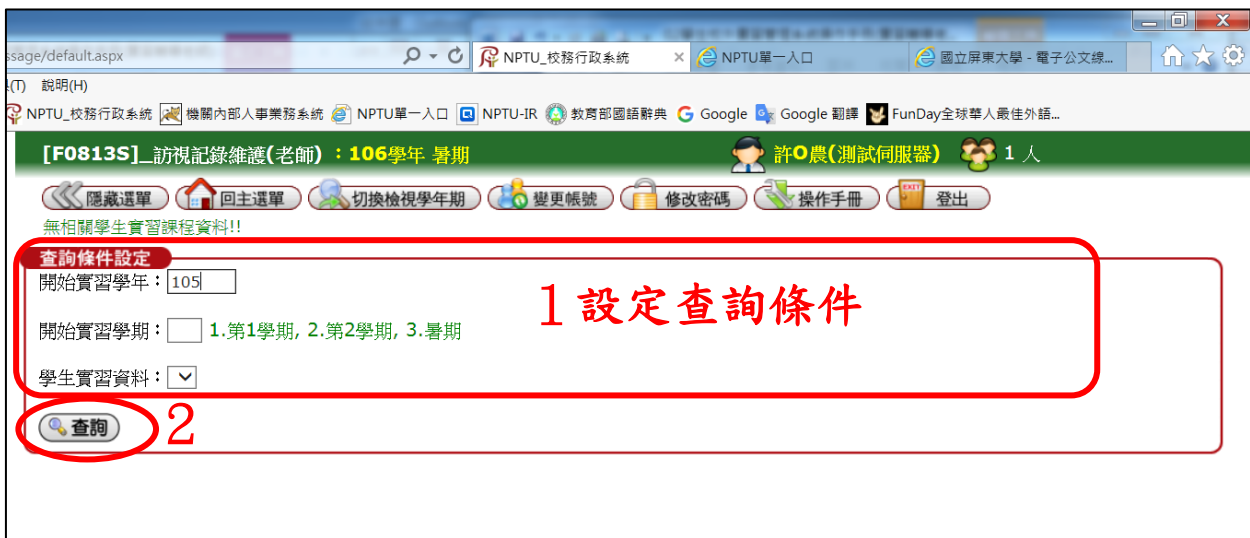 ssage/default.aspx NPTU_校務行政系統 × NPTU單一入口 國立屏東大學 - 電子公文線...
(T) 說明(H)
NPTU_校務行政系統 機關內部人事業務系統 NPTU單一入口 NPTU-IR 教育部國語辭典 Google Google 翻譯 FunDay全球華人最佳外語...
[F0813S]_訪視記錄維護(老師)：106學年 暑期 許O農(測試伺服器) 1 人
隱藏選單 回主選單 切換檢視學年期 變更帳號 修改密碼 操作手冊 EXIT 登出
無相關學生實習課程資料!!
查詢條件設定
開始實習學年：105
1設定查詢條件
開始實習學期： 1.第1學期, 2.第2學期, 3.暑期
學生實習資料：
查詢 2